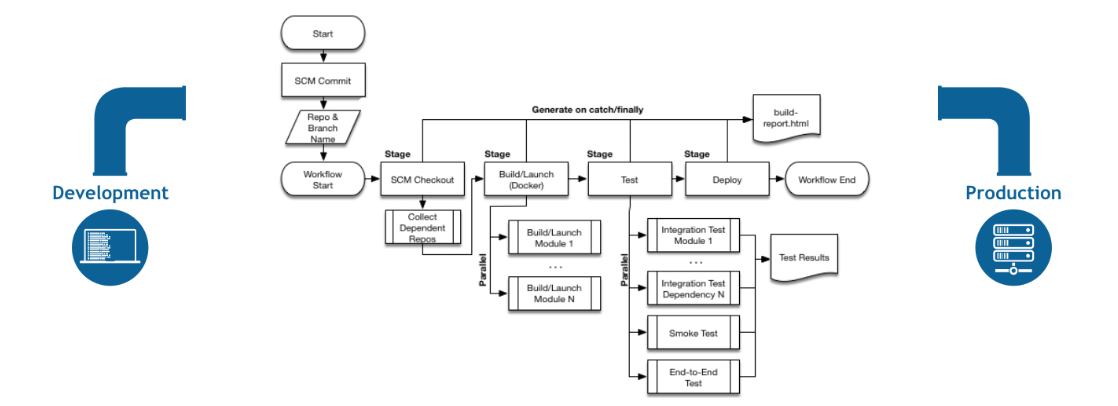 Start
SCM Commit
Repo &
Branch
Name
Generate on catch/finally
build-
report.html
Workflow
Start
Stage
SCM Checkout
Stage
Build/Launch
(Docker)
Stage
Test
Stage
Deploy
Workflow End
Development
Production
Collect
Dependent
Repos
Parallel
Build/Launch
Module 1
...
Build/Launch
Module N
Parallel
Integration Test
Module 1
...
Integration Test
Dependency N
Smoke Test
End-to-End
Test
Test Results